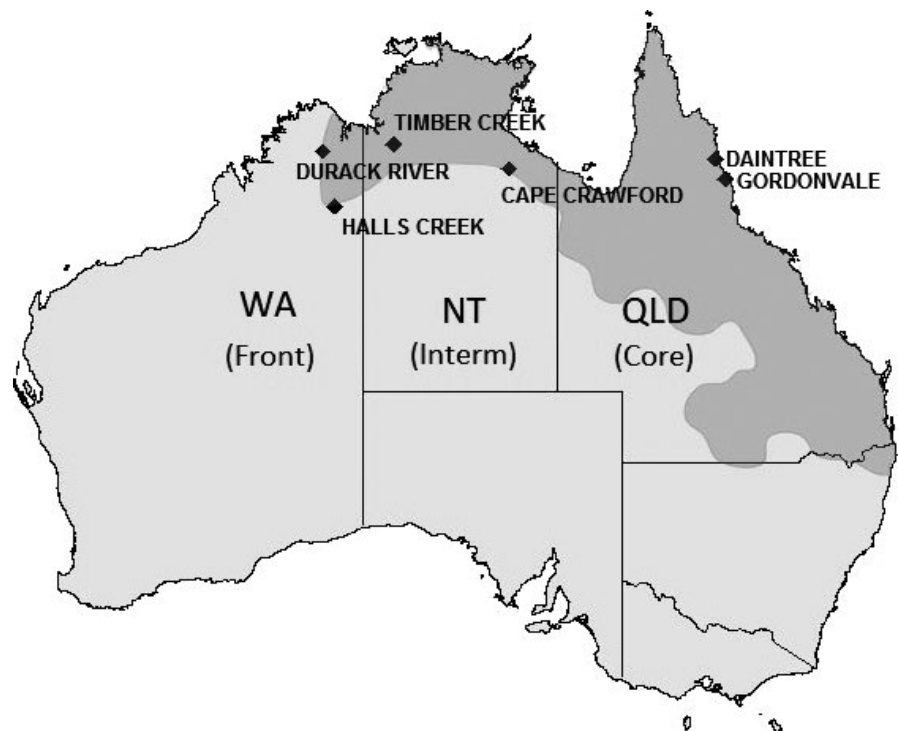 TIMBER CREEK
DURACK RIVER
DAINTREE
GORDONVALE
CAPE CRAWFORD
HALLS CREEK
WA
(Front)
NT
(Interm)
QLD
(Core)